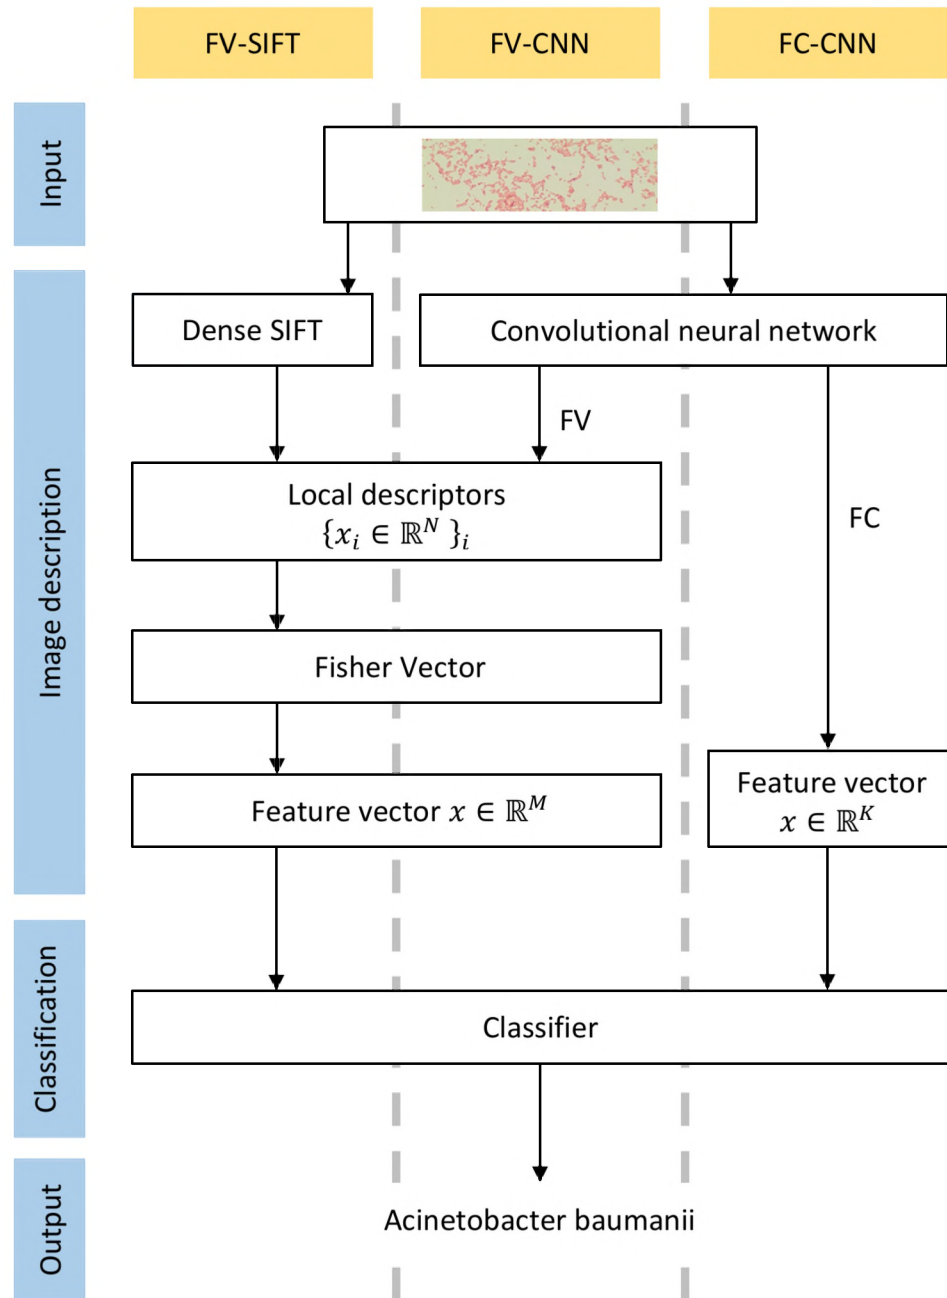 FV-SIFT
FV-CNN
FC-CNN
Input
Image description
Dense SIFT
Convolutional neural network
FV
Local descriptors
{x_i ∈ ℝ^N }_i
FC
Fisher Vector
Feature vector x ∈ ℝ^M
Feature vector
x ∈ ℝ^K
Classification
Classifier
Output
Acinetobacter baumanii